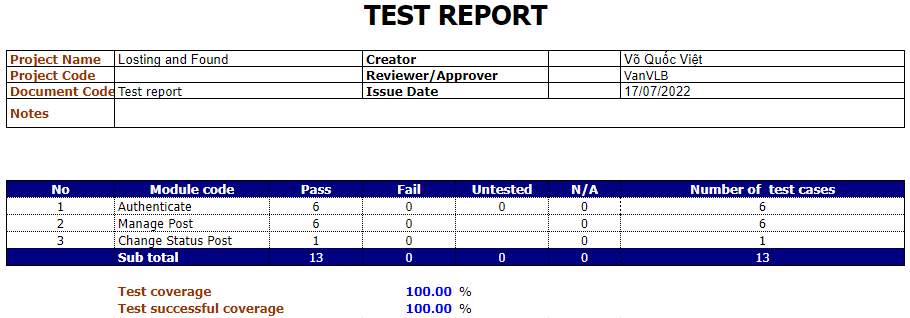 TEST REPORT
Project Name Losting and Found Creator Võ Quốc Việt
Project Code Reviewer/Approver VanVLB
Document Code Test report Issue Date 17/07/2022
Notes
No Module code Pass Fail Untested N/A Number of test cases
1 Authenticate 6 0 0 0 6
2 Manage Post 6 0 0 6
3 Change Status Post 1 0 0 1
Sub total 13 0 0 0 13
Test coverage 100.00 %
Test successful coverage 100.00 %